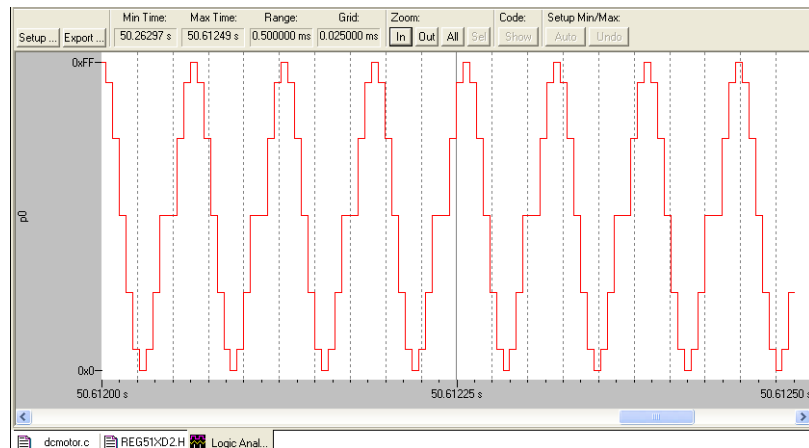 Min Time: Max Time: Range: Grid: Zoom: Code: Setup Min/Max:
Setup ... Export ... 50.26297 s 50.61249 s 0.500000 ms 0.025000 ms In Out All Sel Show Auto Undo
0xFF
p0
0x0
50.61200 s 50.61225 s 50.61250 s
dcmotor.c REG51XD2.H Logic Anal...